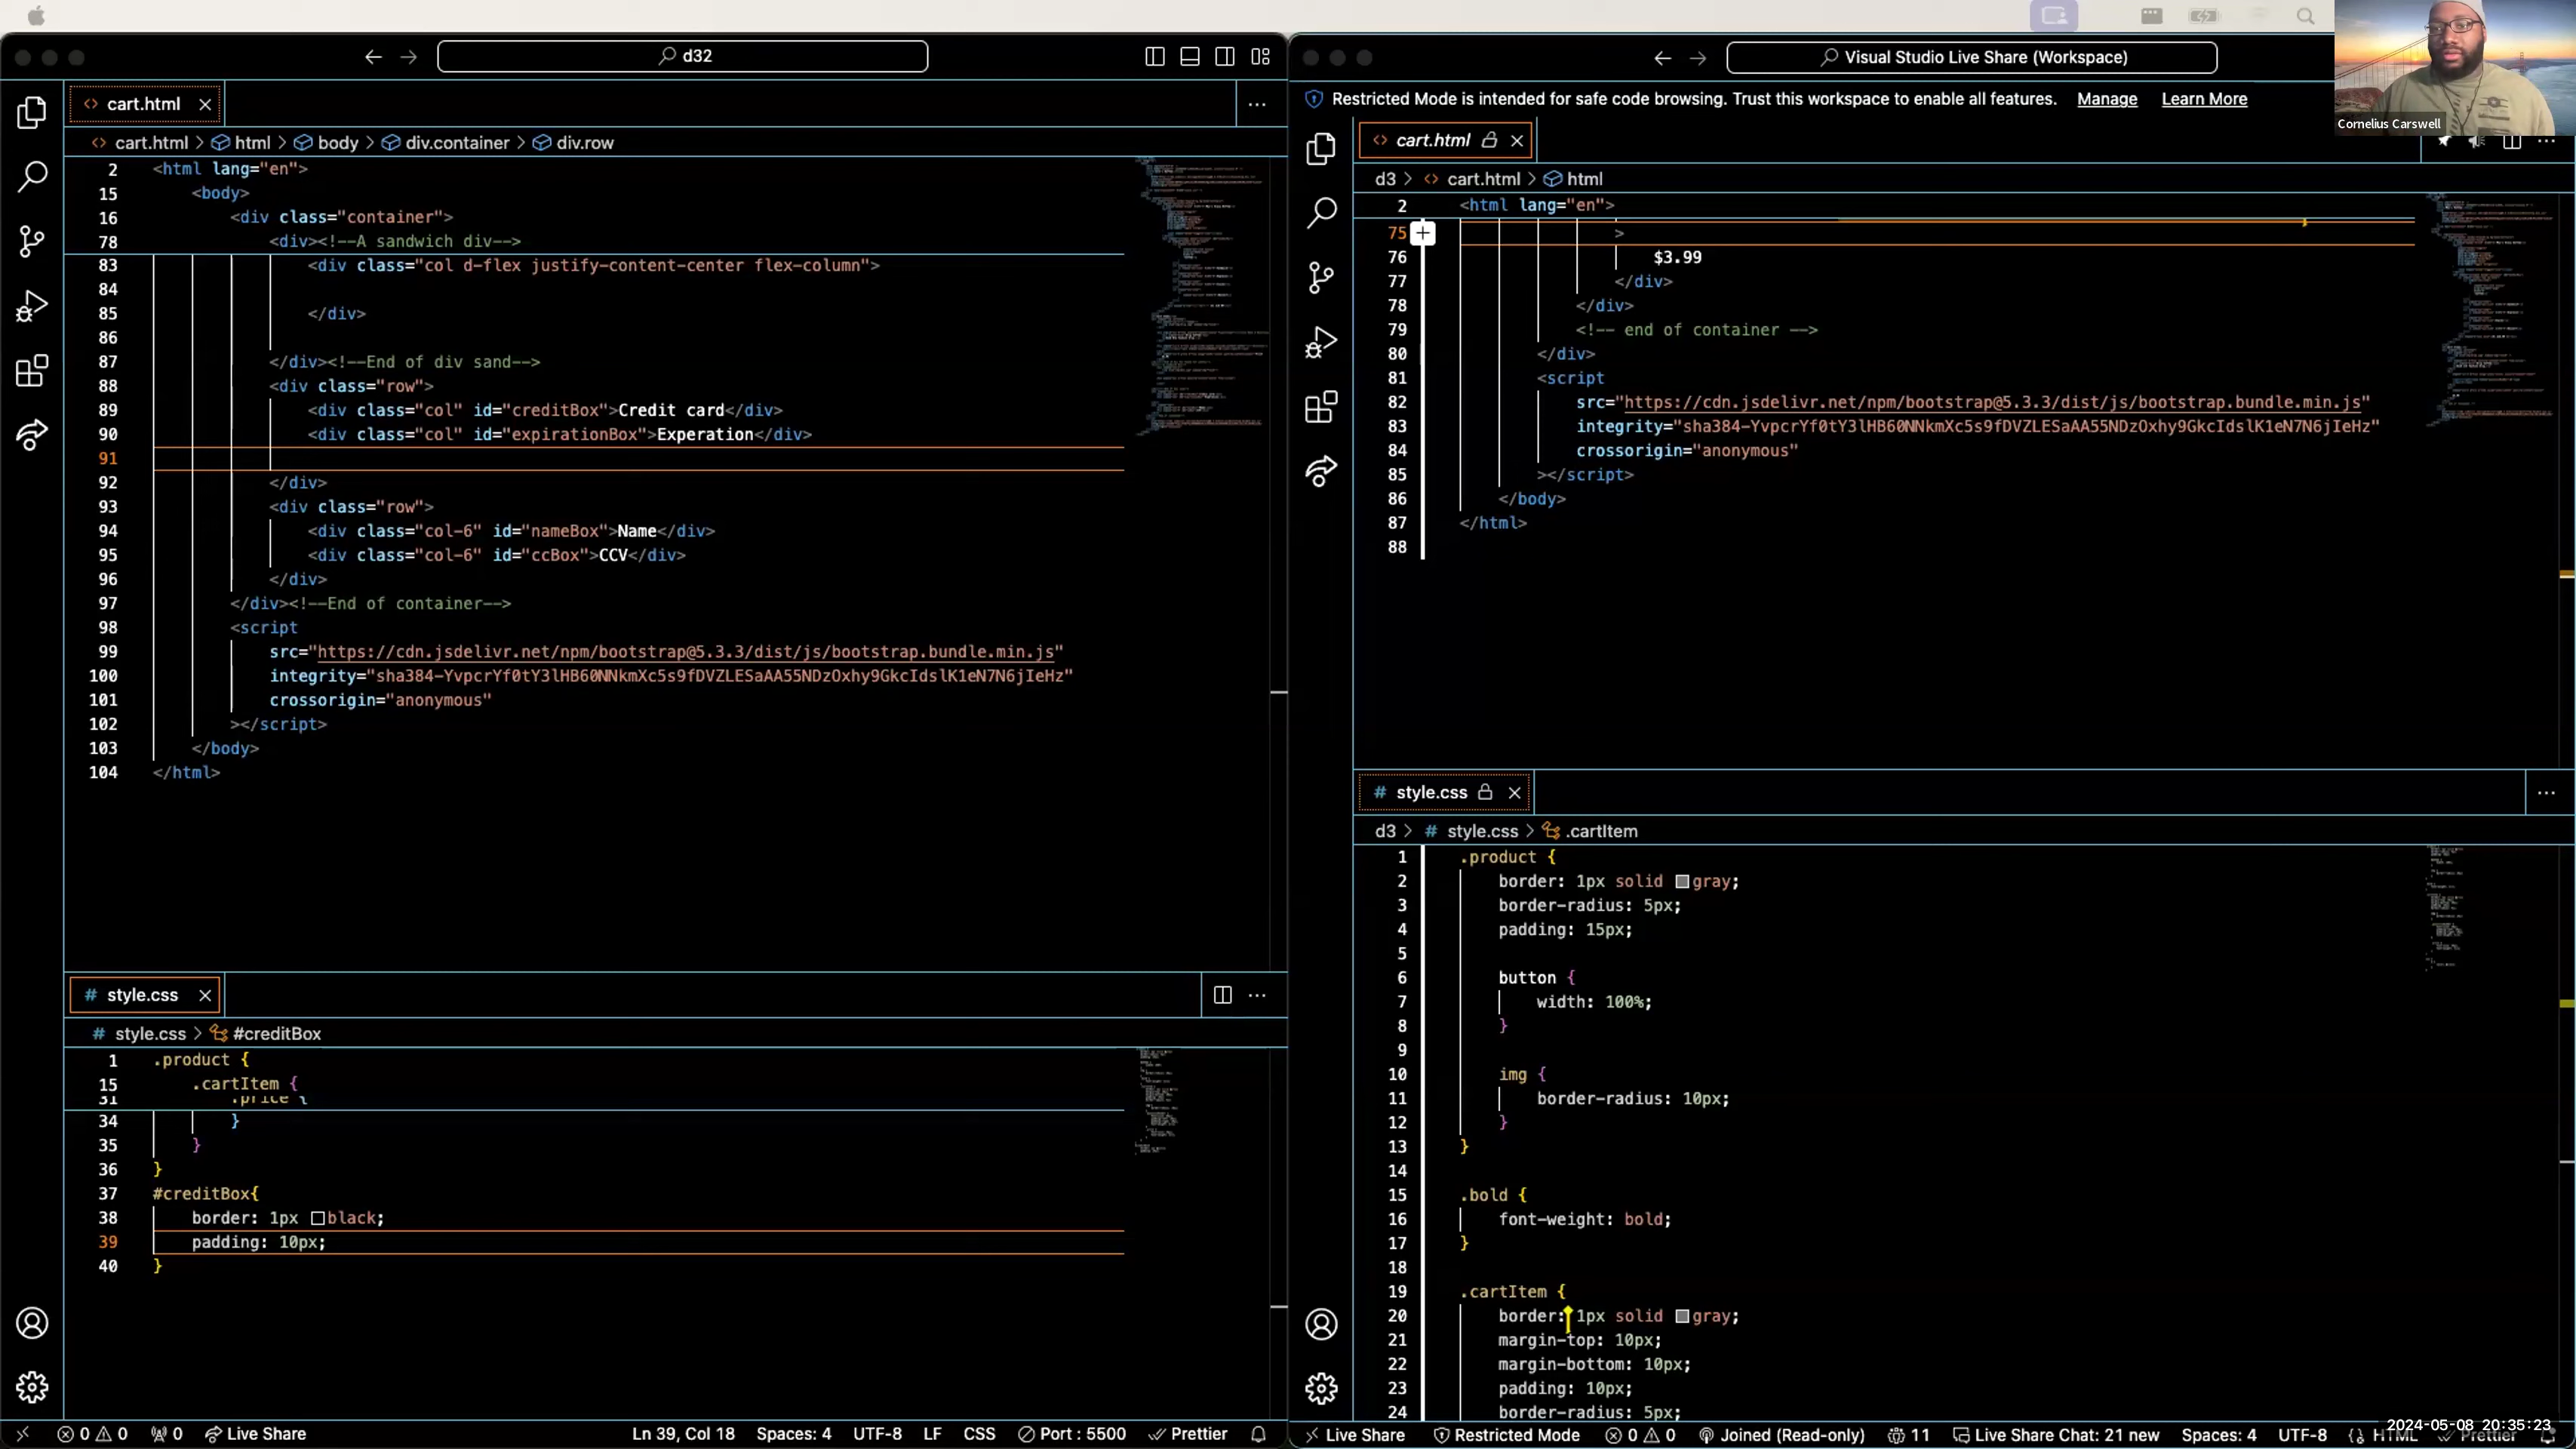 d32
cart.html
cart.html > html > body > div.container > div.row
2 <html lang="en">
15 <body>
16 <div class="container">
78 <div><!--A sandwich div-->
83 <div class="col d-flex justify-content-center flex-column">
84
85 </div>
86
87 </div><!--End of div sand-->
88 <div class="row">
89 <div class="col" id="creditBox">Credit card</div>
90 <div class="col" id="expirationBox">Experation</div>
91
92 </div>
93 <div class="row">
94 <div class="col-6" id="nameBox">Name</div>
95 <div class="col-6" id="ccBox">CCV</div>
96 </div>
97 </div><!--End of container-->
98 <script
99 src="https://cdn.jsdelivr.net/npm/bootstrap@5.3.3/dist/js/bootstrap.bundle.min.js"
100 integrity="sha384-YvpcrYf0tY3lHB60NNkmXc5s9fDVZLESaAA55NDzOxhy9GkcIdslK1eN7N6jIeHz"
101 crossorigin="anonymous"
102 ></script>
103 </body>
104 </html>
style.css
style.css > #creditBox
1 .product {
15 .cartItem {
31 .price {
34 }
35 }
36 }
37 #creditBox{
38 border: 1px black;
39 padding: 10px;
40 }
0 0 0 Live Share Ln 39, Col 18 Spaces: 4 UTF-8 LF CSS Port : 5500 Prettier
Visual Studio Live Share (Workspace)
Restricted Mode is intended for safe code browsing. Trust this workspace to enable all features. Manage Learn More
Cornelius Carswell
cart.html
d3 > cart.html > html
2 <html lang="en">
75 >
76 $3.99
77 </div>
78 </div>
79 <!-- end of container -->
80 </div>
81 <script
82 src="https://cdn.jsdelivr.net/npm/bootstrap@5.3.3/dist/js/bootstrap.bundle.min.js"
83 integrity="sha384-YvpcrYf0tY3lHB60NNkmXc5s9fDVZLESaAA55NDzOxhy9GkcIdslK1eN7N6jIeHz"
84 crossorigin="anonymous"
85 ></script>
86 </body>
87 </html>
88
style.css
d3 > style.css > .cartItem
1 .product {
2 border: 1px solid gray;
3 border-radius: 5px;
4 padding: 15px;
5
6 button {
7 width: 100%;
8 }
9
10 img {
11 border-radius: 10px;
12 }
13 }
14
15 .bold {
16 font-weight: bold;
17 }
18
19 .cartItem {
20 border: 1px solid gray;
21 margin-top: 10px;
22 margin-bottom: 10px;
23 padding: 10px;
24 border-radius: 5px;
2024-05-08 20:35:23
Live Share Restricted Mode 0 0 Joined (Read-only) 11 Live Share Chat: 21 new Spaces: 4 UTF-8 HTML Prettier